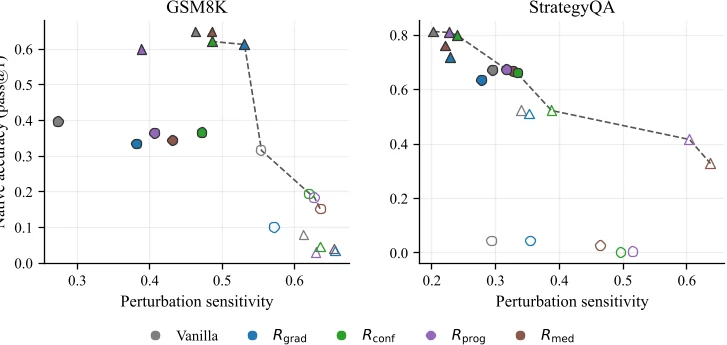 GSM8K
StrategyQA
Native accuracy (pass@1)
0.6
0.5
0.4
0.3
0.2
0.1
0.0
0.3 0.4 0.5 0.6
Perturbation sensitivity
0.8
0.6
0.4
0.2
0.0
0.2 0.3 0.4 0.5 0.6
Perturbation sensitivity
Vanilla R_grad R_conf R_prog R_med